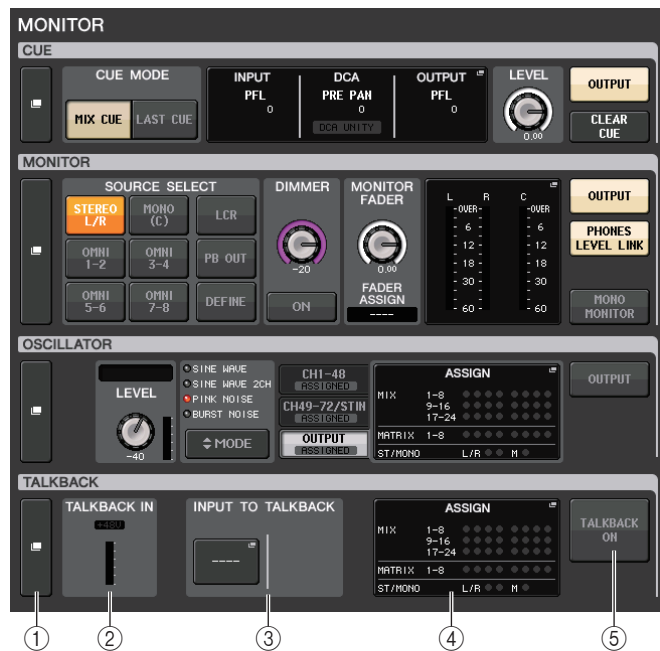 MONITOR
CUE
CUE MODE
MIX CUE
LAST CUE
INPUT
PFL
0
DCA
PRE PAN
0
DCA UNITY
OUTPUT
PFL
0
LEVEL
0.00
OUTPUT
CLEAR
CUE
MONITOR
SOURCE SELECT
STEREO
L/R
MONO
(C)
LCR
OMNI
1-2
OMNI
3-4
PB OUT
OMNI
5-6
OMNI
7-8
DEFINE
DIMMER
-20
ON
MONITOR
FADER
0.00
FADER
ASSIGN
----
L R C
-OVER- -OVER
- 6 - - 6
- 12 - - 12
- 18 - - 18
- 30 - - 30
- 60 - - 60
OUTPUT
PHONES
LEVEL LINK
MONO
MONITOR
OSCILLATOR
LEVEL
-40
SINE WAVE
SINE WAVE 2CH
PINK NOISE
BURST NOISE
MODE
CH1-48
ASSIGNED
CH49-72/STIN
ASSIGNED
OUTPUT
ASSIGNED
ASSIGN
MIX 1-8
9-16
17-24
MATRIX 1-8
ST/MONO L/R M
OUTPUT
TALKBACK
TALKBACK IN
+48V
INPUT TO TALKBACK
----
ASSIGN
MIX 1-8
9-16
17-24
MATRIX 1-8
ST/MONO L/R M
TALKBACK
ON
① ② ③ ④ ⑤